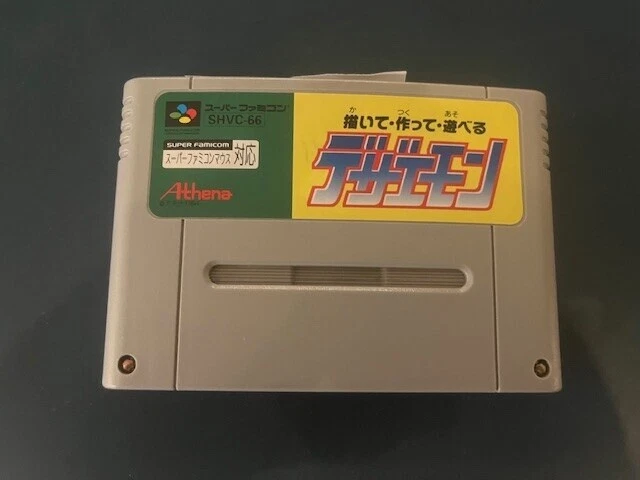 スーパーファミコン
SHVC-66
SUPER FAMICOM
スーパーファミコンマウス対応
Athena
か つく あそ
描いて・作って・遊べる
デザエモン